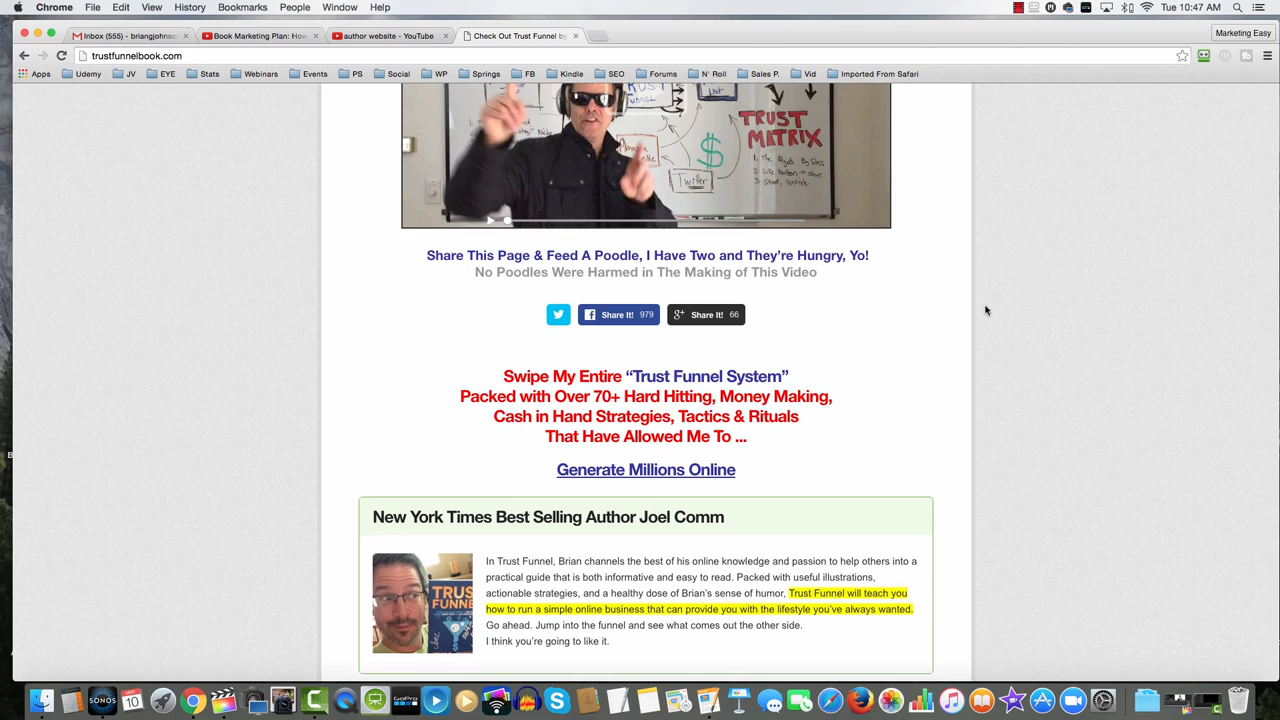 Chrome File Edit View History Bookmarks People Window Help Tue 10:47 AM
Inbox (555) - briangjohnso
Book Marketing Plan: How
author website - YouTube
Check Out Trust Funnel by
Marketing Easy
trustfunnelbook.com
Apps Udemy JV EYE Stats Webinars Events PS Social WP Springs FB Kindle SEO Forums N' Roll Sales P. Vid Imported From Safari
FUNNEL
List
TRUST
MATRIX
$
Twitter
Share This Page & Feed A Poodle, I Have Two and They're Hungry, Yo!
No Poodles Were Harmed in The Making of This Video
Share It! 979
Share It! 66
Swipe My Entire “Trust Funnel System”
Packed with Over 70+ Hard Hitting, Money Making,
Cash in Hand Strategies, Tactics & Rituals
That Have Allowed Me To ...
Generate Millions Online
New York Times Best Selling Author Joel Comm
In Trust Funnel, Brian channels the best of his online knowledge and passion to help others into a
practical guide that is both informative and easy to read. Packed with useful illustrations,
actionable strategies, and a healthy dose of Brian's sense of humor, Trust Funnel will teach you
how to run a simple online business that can provide you with the lifestyle you've always wanted.
Go ahead. Jump into the funnel and see what comes out the other side.
I think you're going to like it.
TRUST
FUNNEL
SONOS
MAY
10
GoPro